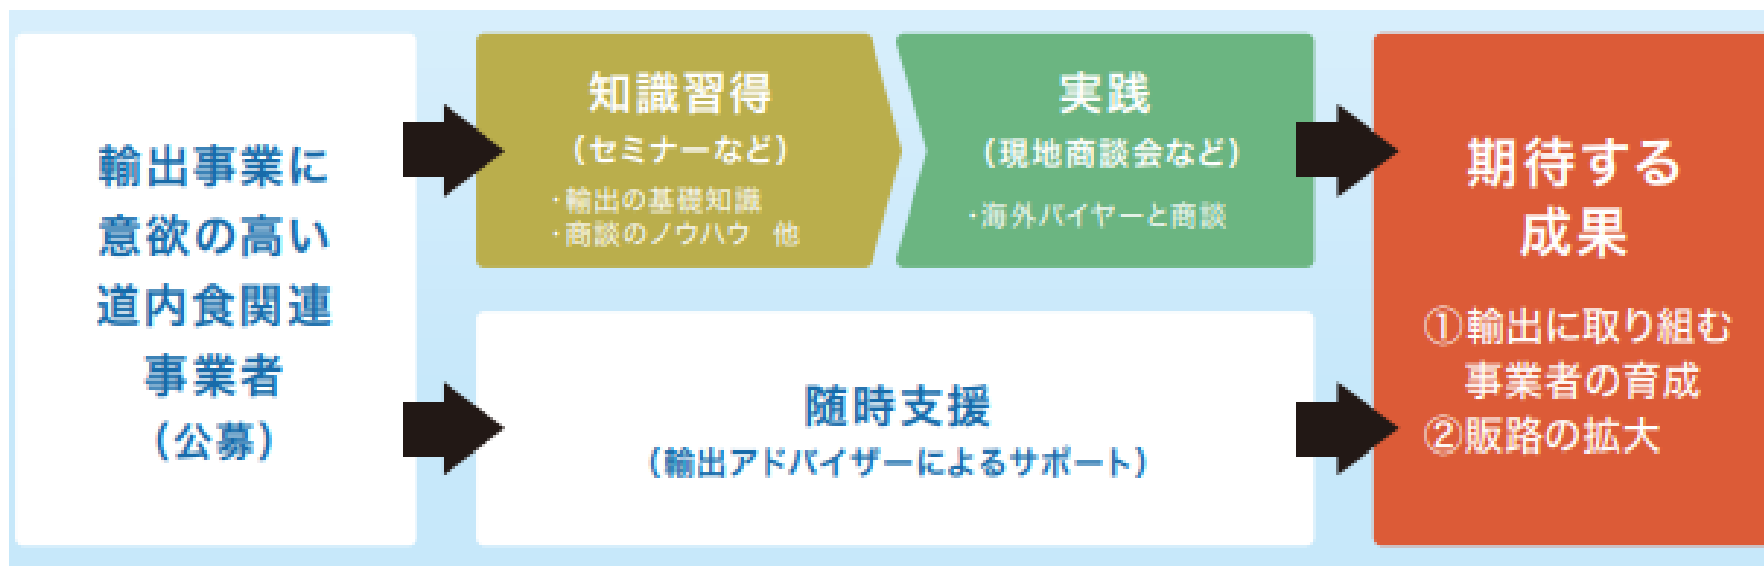 輸出事業に
意欲の高い
道内食関連
事業者
（公募）
知識習得
（セミナーなど）
・輸出の基礎知識
・商談のノウハウ　他
実践
（現地商談会など）
・海外バイヤーと商談
随時支援
（輸出アドバイザーによるサポート）
期待する
成果
①輸出に取り組む
事業者の育成
②販路の拡大